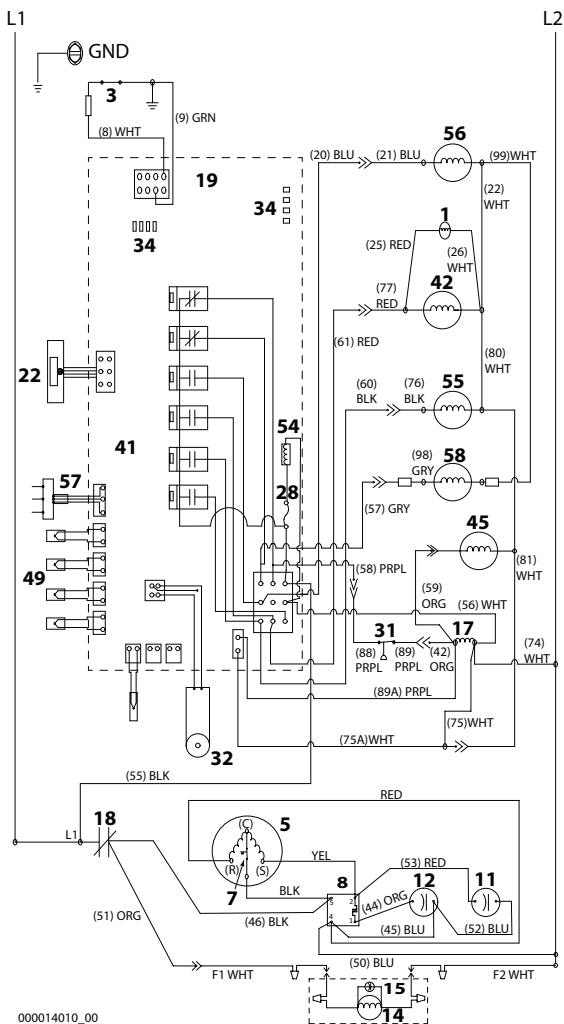 L1
L2
GND
3
(9) GRN
(8) WHT
19
34
34
(20) BLU
(21) BLU
56
(99)WHT
(22)
WHT
1
(25) RED
(26)
WHT
(77)
RED
42
(61) RED
(80)
WHT
22
(60)
BLK
(76)
BLK
55
54
41
(98)
GRY
58
57
28
(57) GRY
45
(58) PRPL
(81)
WHT
49
(59)
ORG
(56) WHT
31
17
(74)
WHT
(88)
PRPL
(89)
PRPL
(42)
ORG
(89A) PRPL
(75)WHT
32
(75A)WHT
(55) BLK
RED
18
L1
(C)
5
(R)
(S)
YEL
7
(53) RED
BLK
8
5
2
4
1
(44) ORG
12
11
(51) ORG
(46) BLK
(45) BLU
(52) BLU
(50) BLU
F1 WHT
F2 WHT
15
14
000014010_00